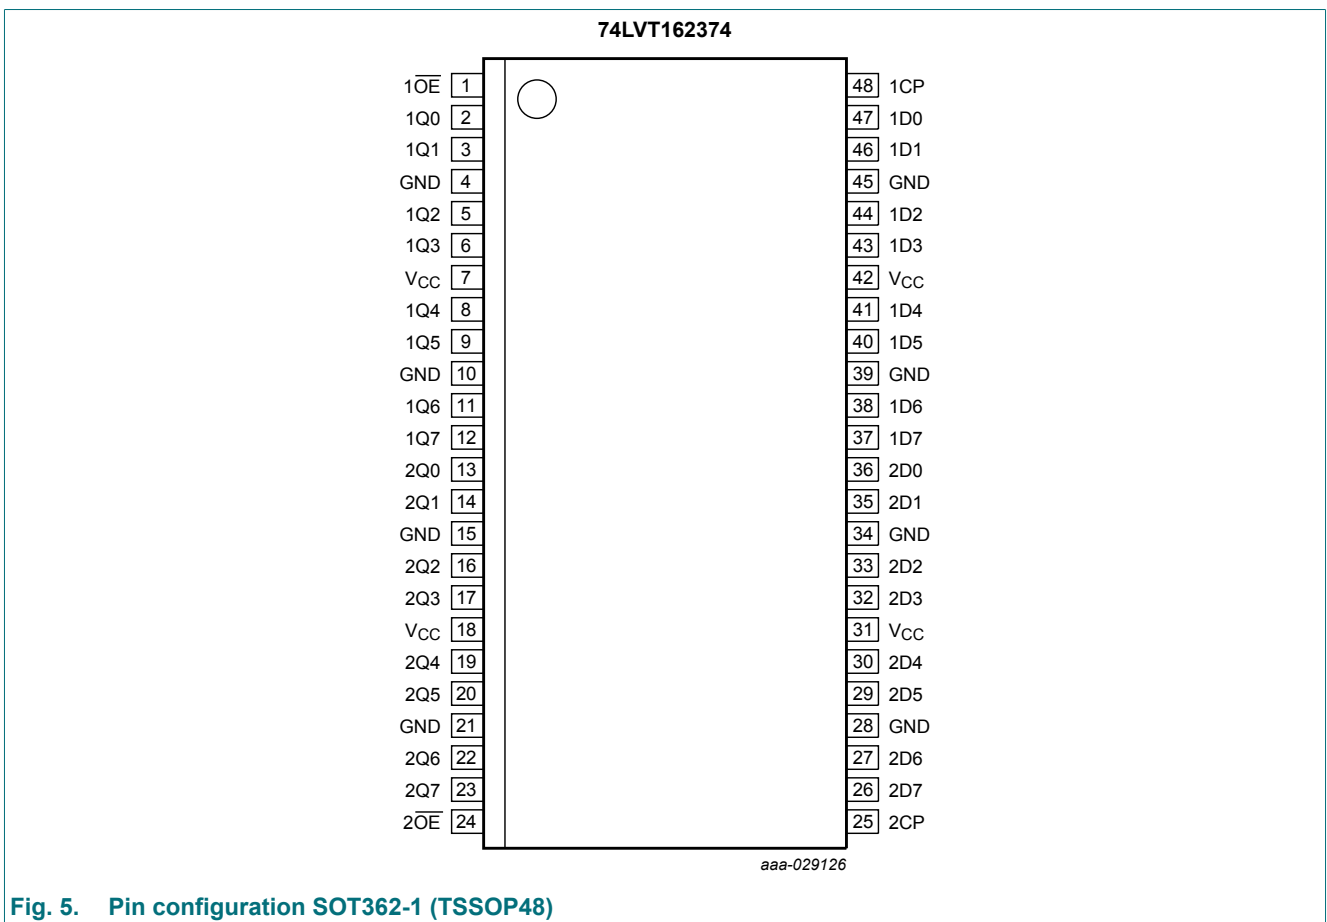 74LVT162374
1O̅E̅ 1 48 1CP
1Q0 2 47 1D0
1Q1 3 46 1D1
GND 4 45 GND
1Q2 5 44 1D2
1Q3 6 43 1D3
VCC 7 42 VCC
1Q4 8 41 1D4
1Q5 9 40 1D5
GND 10 39 GND
1Q6 11 38 1D6
1Q7 12 37 1D7
2Q0 13 36 2D0
2Q1 14 35 2D1
GND 15 34 GND
2Q2 16 33 2D2
2Q3 17 32 2D3
VCC 18 31 VCC
2Q4 19 30 2D4
2Q5 20 29 2D5
GND 21 28 GND
2Q6 22 27 2D6
2Q7 23 26 2D7
2O̅E̅ 24 25 2CP
aaa-029126
Fig. 5. Pin configuration SOT362-1 (TSSOP48)